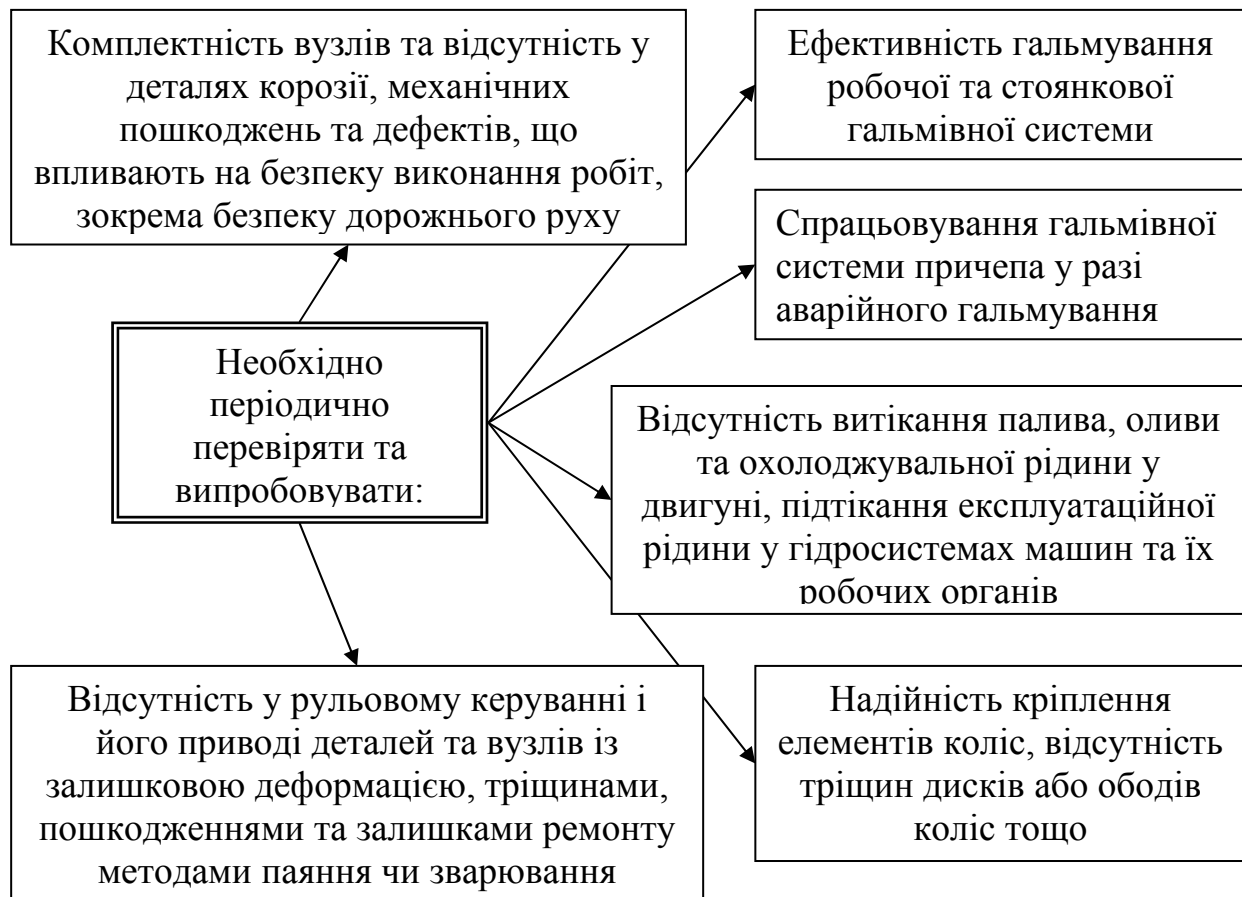 Комплектність вузлів та відсутність у
деталях корозії, механічних
пошкоджень та дефектів, що
впливають на безпеку виконання робіт,
зокрема безпеку дорожнього руху
Ефективність гальмування
робочої та стоянкової
гальмівної системи
Спрацьовування гальмівної
системи причепа у разі
аварійного гальмування
Необхідно
періодично
перевіряти та
випробовувати:
Відсутність витікання палива, оливи
та охолоджувальної рідини у
двигуні, підтікання експлуатаційної
рідини у гідросистемах машин та їх
робочих органів
Відсутність у рульовому керуванні і
його приводі деталей та вузлів із
залишковою деформацією, тріщинами,
пошкодженнями та залишками ремонту
методами паяння чи зварювання
Надійність кріплення
елементів коліс, відсутність
тріщин дисків або ободів
коліс тощо